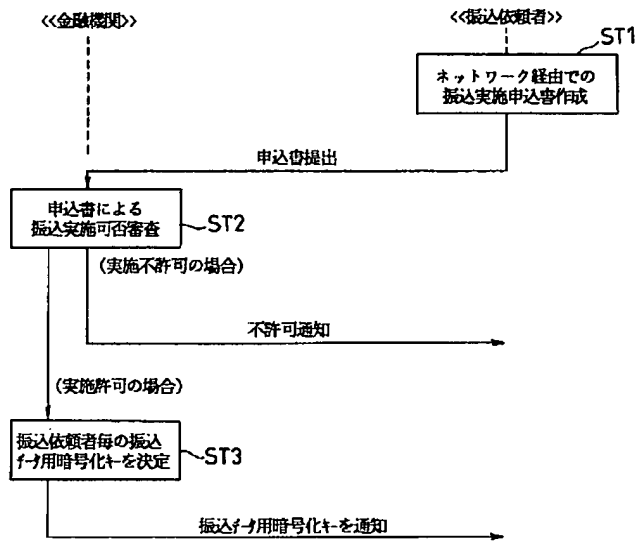 ≪金融機関≫
≪振込依頼者≫
ST1
ネットワーク経由での
振込実施申込書作成
申込書提出
申込書による
振込実施可否審査
ST2
(実施不許可の場合)
不許可通知
(実施許可の場合)
振込依頼者毎の振込
データ用暗号化キーを決定
ST3
振込データ用暗号化キーを通知